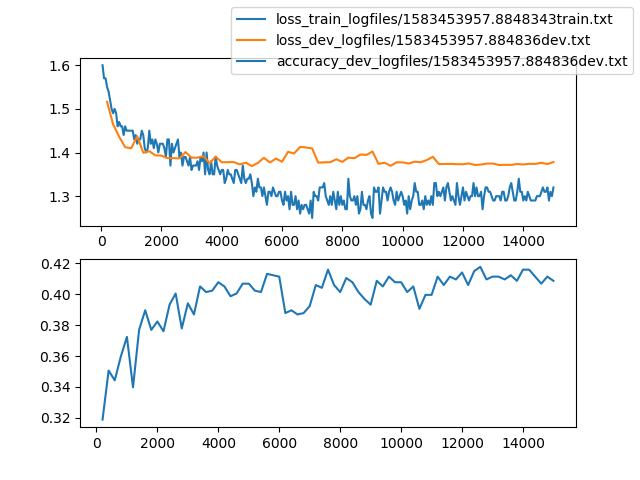 loss_train_logfiles/1583453957.8848343train.txt
loss_dev_logfiles/1583453957.884836dev.txt
accuracy_dev_logfiles/1583453957.884836dev.txt
1.6
1.5
1.4
1.3
0 2000 4000 6000 8000 10000 12000 14000
0.42
0.40
0.38
0.36
0.34
0.32
0 2000 4000 6000 8000 10000 12000 14000